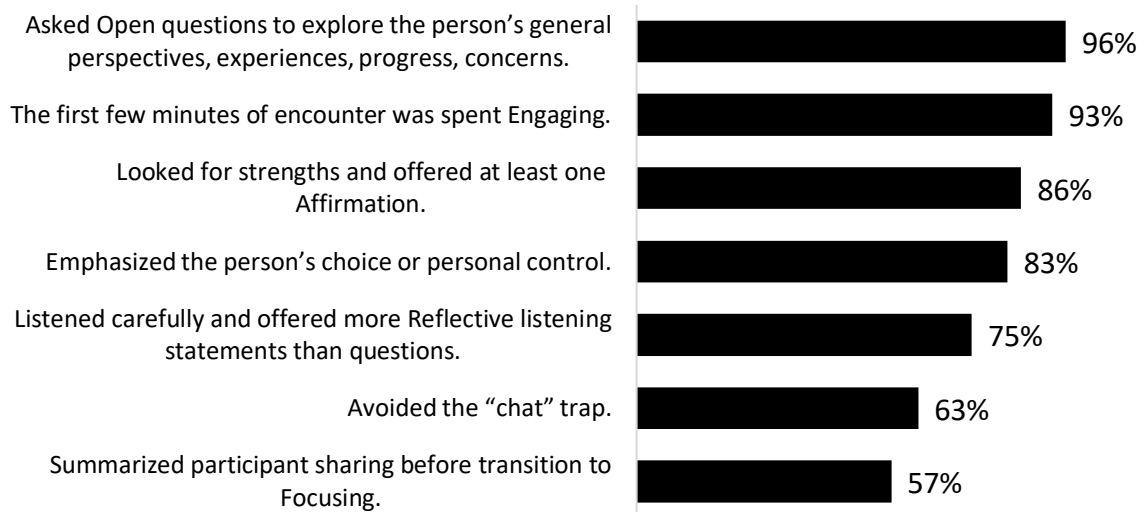 Asked Open questions to explore the person’s general
perspectives, experiences, progress, concerns.
96%
The first few minutes of encounter was spent Engaging.
93%
Looked for strengths and offered at least one
Affirmation.
86%
Emphasized the person’s choice or personal control.
83%
Listened carefully and offered more Reflective listening
statements than questions.
75%
Avoided the “chat” trap.
63%
Summarized participant sharing before transition to
Focusing.
57%